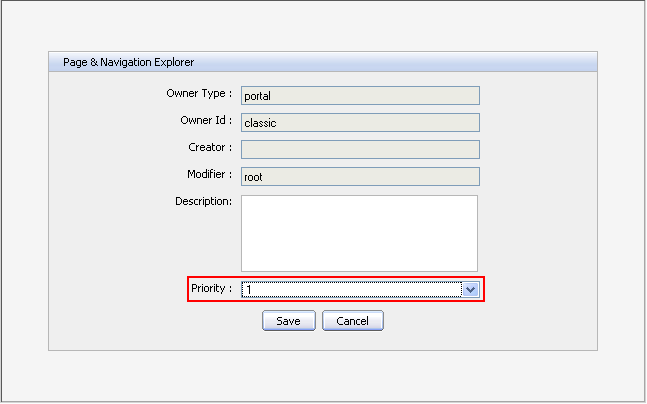 Page & Navigation Explorer
Owner Type : portal
Owner Id : classic
Creator :
Modifier : root
Description:
Priority : 1
Save Cancel